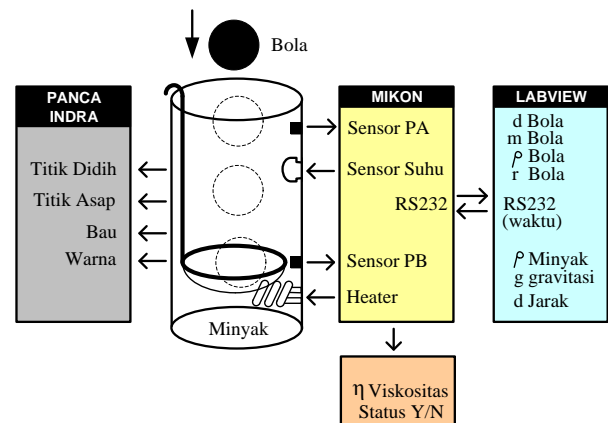 Bola
PANCA
INDRA
Titik Didih
Titik Asap
Bau
Warna
Minyak
MIKON
Sensor PA
Sensor Suhu
RS232
Sensor PB
Heater
LABVIEW
d Bola
m Bola
ρ Bola
r Bola
RS232
(waktu)
ρ Minyak
g gravitasi
d Jarak
η Viskositas
Status Y/N